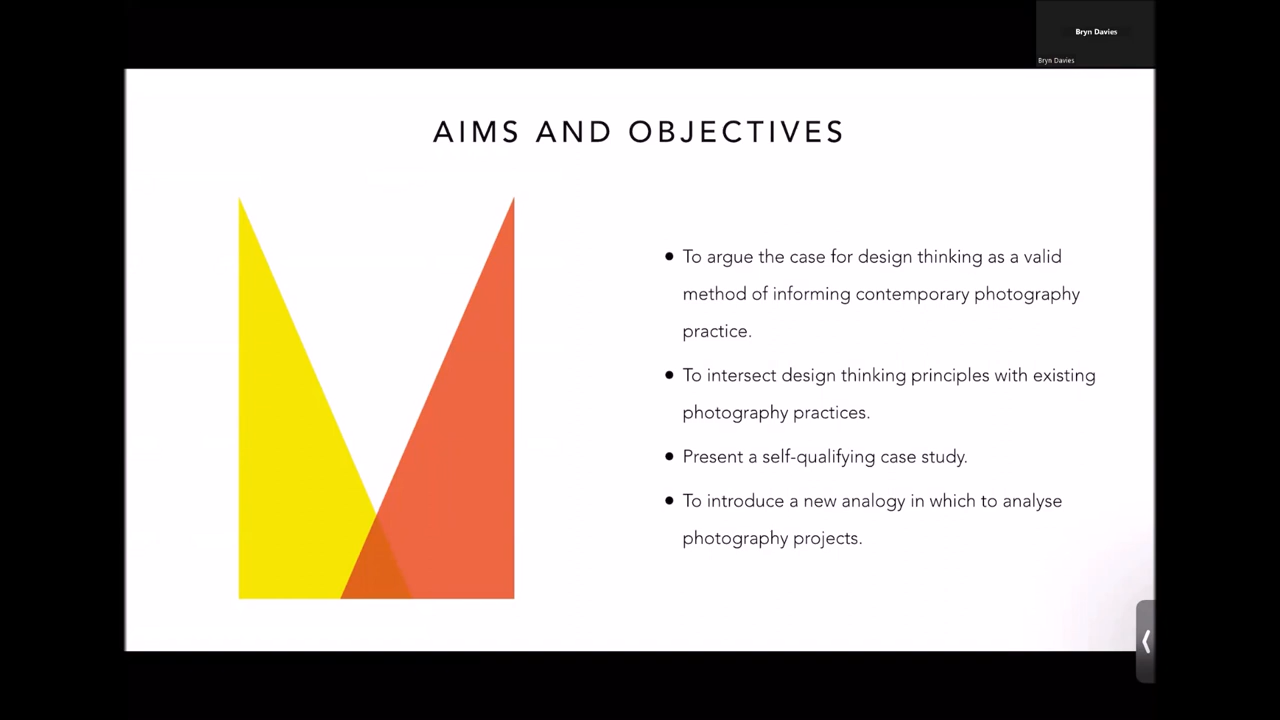 Bryn Davies
Bryn Davies
AIMS AND OBJECTIVES
• To argue the case for design thinking as a valid
method of informing contemporary photography
practice.
• To intersect design thinking principles with existing
photography practices.
• Present a self-qualifying case study.
• To introduce a new analogy in which to analyse
photography projects.